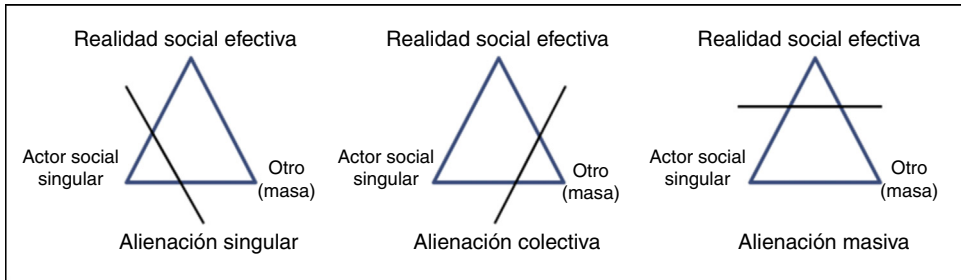 Realidad social efectiva
Actor social
singular
Otro
(masa)
Alienación singular
Realidad social efectiva
Actor social
singular
Otro
(masa)
Alienación colectiva
Realidad social efectiva
Actor social
singular
Otro
(masa)
Alienación masiva